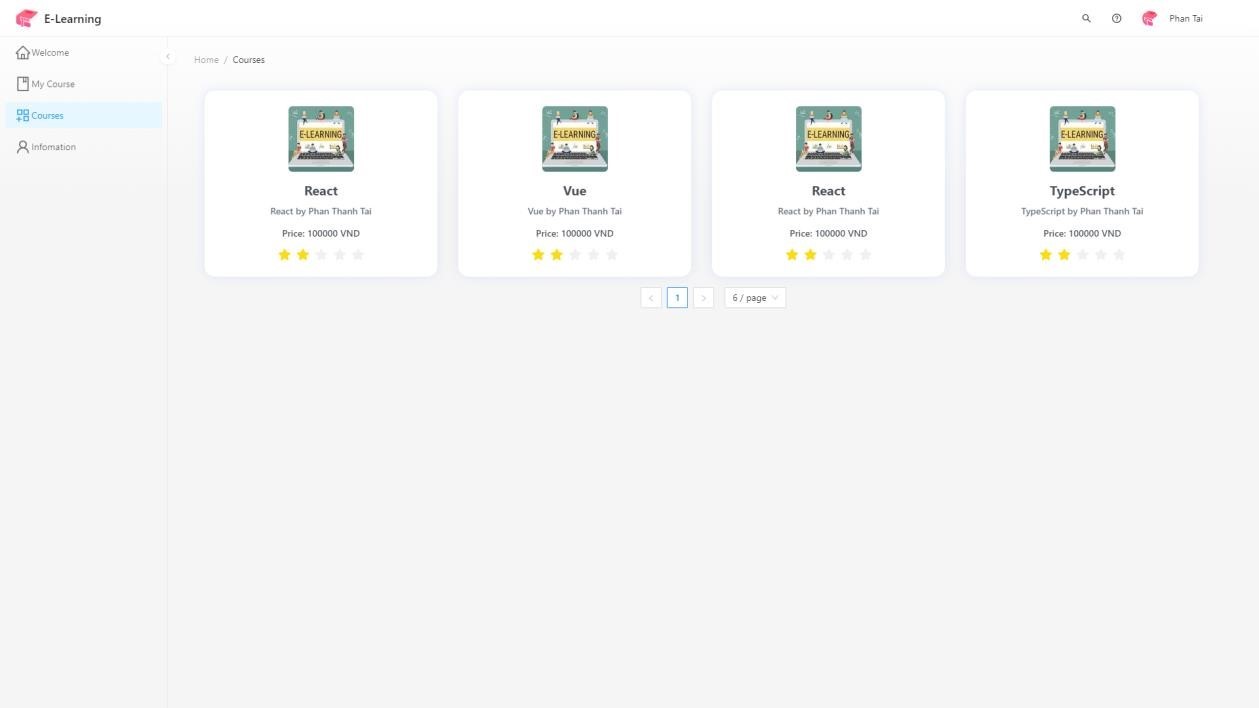 E-Learning
Phan Tai
Welcome
My Course
Courses
Infomation
Home / Courses
E-LEARNING
React
React by Phan Thanh Tai
Price: 100000 VND
E-LEARNING
Vue
Vue by Phan Thanh Tai
Price: 100000 VND
E-LEARNING
React
React by Phan Thanh Tai
Price: 100000 VND
E-LEARNING
TypeScript
TypeScript by Phan Thanh Tai
Price: 100000 VND
< 1 > 6 / page